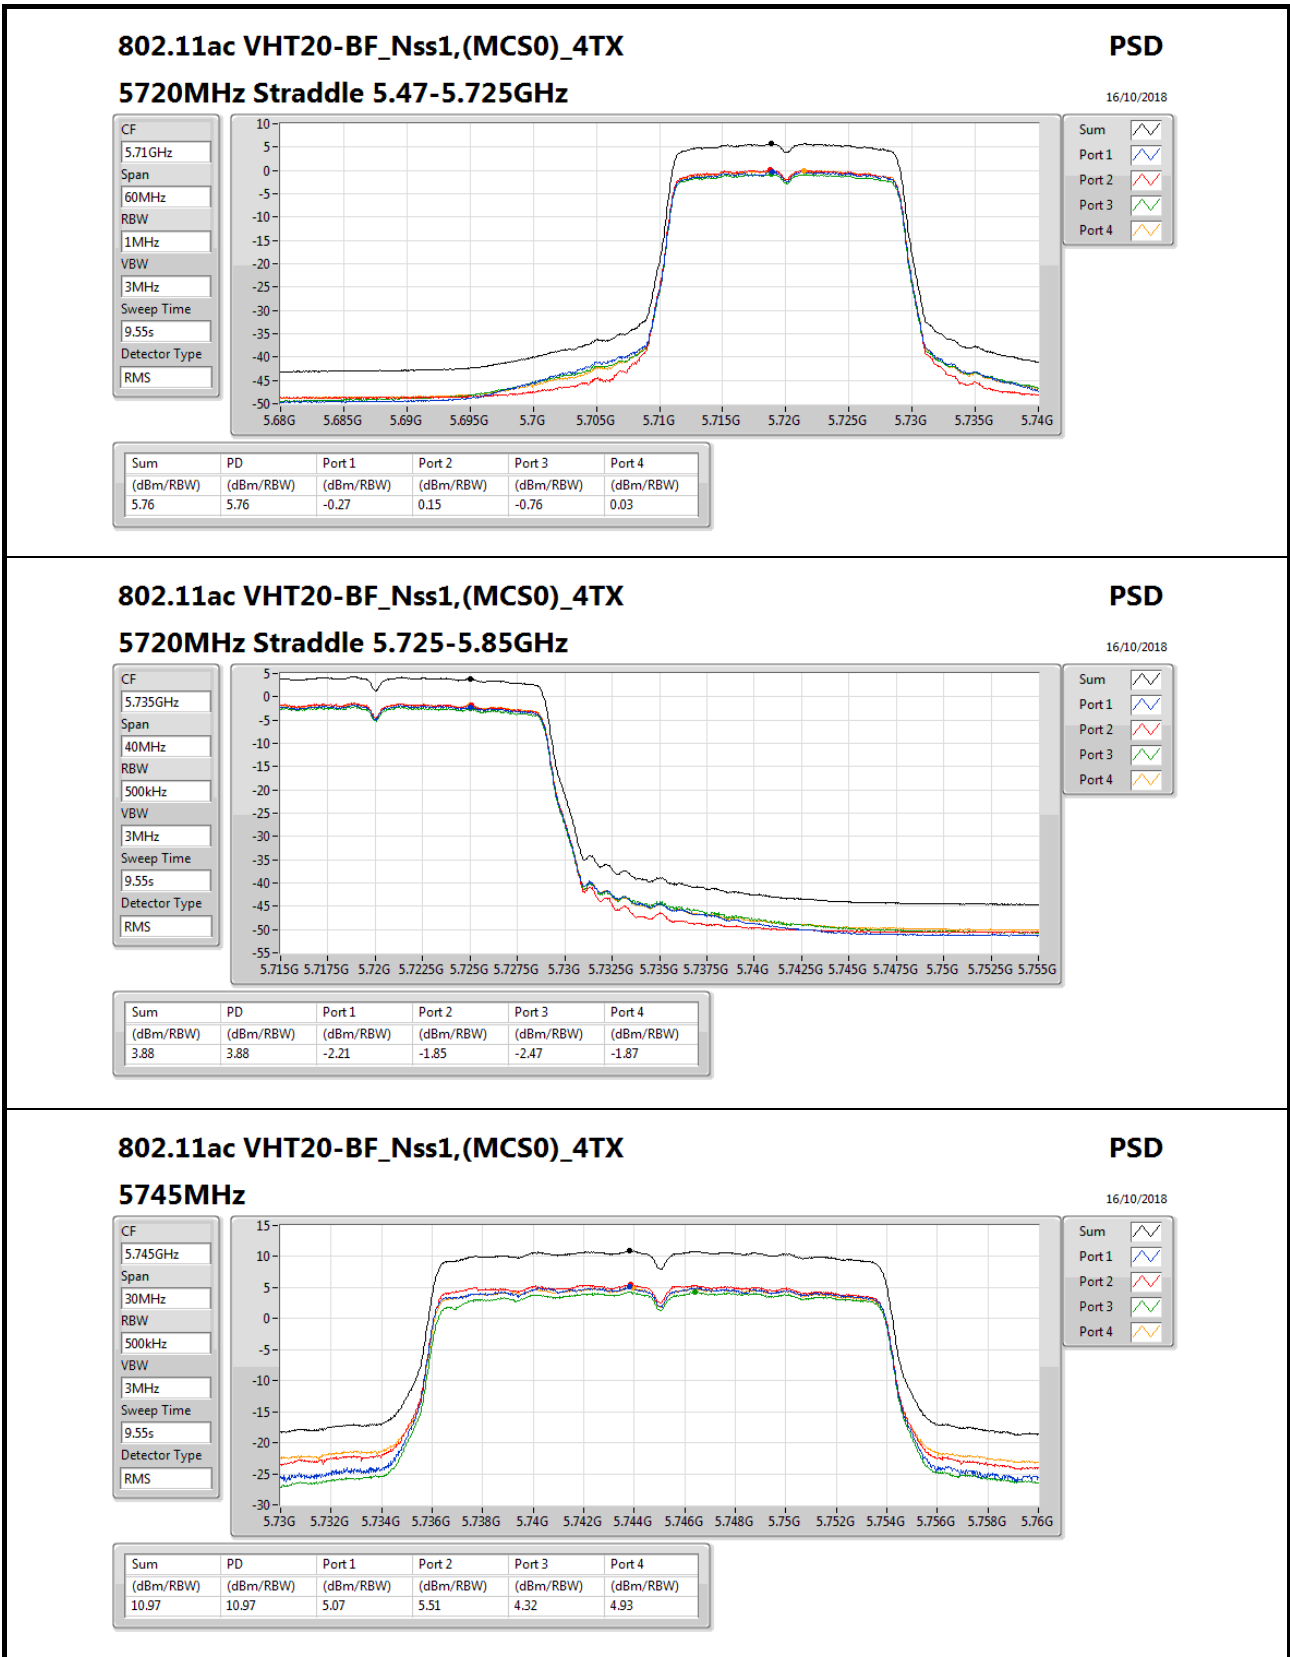 802.11ac VHT20-BF_Nss1,(MCS0)_4TX PSD
5720MHz Straddle 5.47-5.725GHz 16/10/2018
CF
5.71GHz
Span
60MHz
RBW
1MHz
VBW
3MHz
Sweep Time
9.55s
Detector Type
RMS
10
5
0
-5
-10
-15
-20
-25
-30
-35
-40
-45
-50
5.68G 5.685G 5.69G 5.695G 5.7G 5.705G 5.71G 5.715G 5.72G 5.725G 5.73G 5.735G 5.74G
Sum
Port 1
Port 2
Port 3
Port 4
Sum PD Port 1 Port 2 Port 3 Port 4
(dBm/RBW) (dBm/RBW) (dBm/RBW) (dBm/RBW) (dBm/RBW) (dBm/RBW)
5.76 5.76 -0.27 0.15 -0.76 0.03
802.11ac VHT20-BF_Nss1,(MCS0)_4TX PSD
5720MHz Straddle 5.725-5.85GHz 16/10/2018
CF
5.735GHz
Span
40MHz
RBW
500kHz
VBW
3MHz
Sweep Time
9.55s
Detector Type
RMS
5
0
-5
-10
-15
-20
-25
-30
-35
-40
-45
-50
-55
5.715G 5.7175G 5.72G 5.7225G 5.725G 5.7275G 5.73G 5.7325G 5.735G 5.7375G 5.74G 5.7425G 5.745G 5.7475G 5.75G 5.7525G 5.755G
Sum
Port 1
Port 2
Port 3
Port 4
Sum PD Port 1 Port 2 Port 3 Port 4
(dBm/RBW) (dBm/RBW) (dBm/RBW) (dBm/RBW) (dBm/RBW) (dBm/RBW)
3.88 3.88 -2.21 -1.85 -2.47 -1.87
802.11ac VHT20-BF_Nss1,(MCS0)_4TX PSD
5745MHz 16/10/2018
CF
5.745GHz
Span
30MHz
RBW
500kHz
VBW
3MHz
Sweep Time
9.55s
Detector Type
RMS
15
10
5
0
-5
-10
-15
-20
-25
-30
5.73G 5.732G 5.734G 5.736G 5.738G 5.74G 5.742G 5.744G 5.746G 5.748G 5.75G 5.752G 5.754G 5.756G 5.758G 5.76G
Sum
Port 1
Port 2
Port 3
Port 4
Sum PD Port 1 Port 2 Port 3 Port 4
(dBm/RBW) (dBm/RBW) (dBm/RBW) (dBm/RBW) (dBm/RBW) (dBm/RBW)
10.97 10.97 5.07 5.51 4.32 4.93